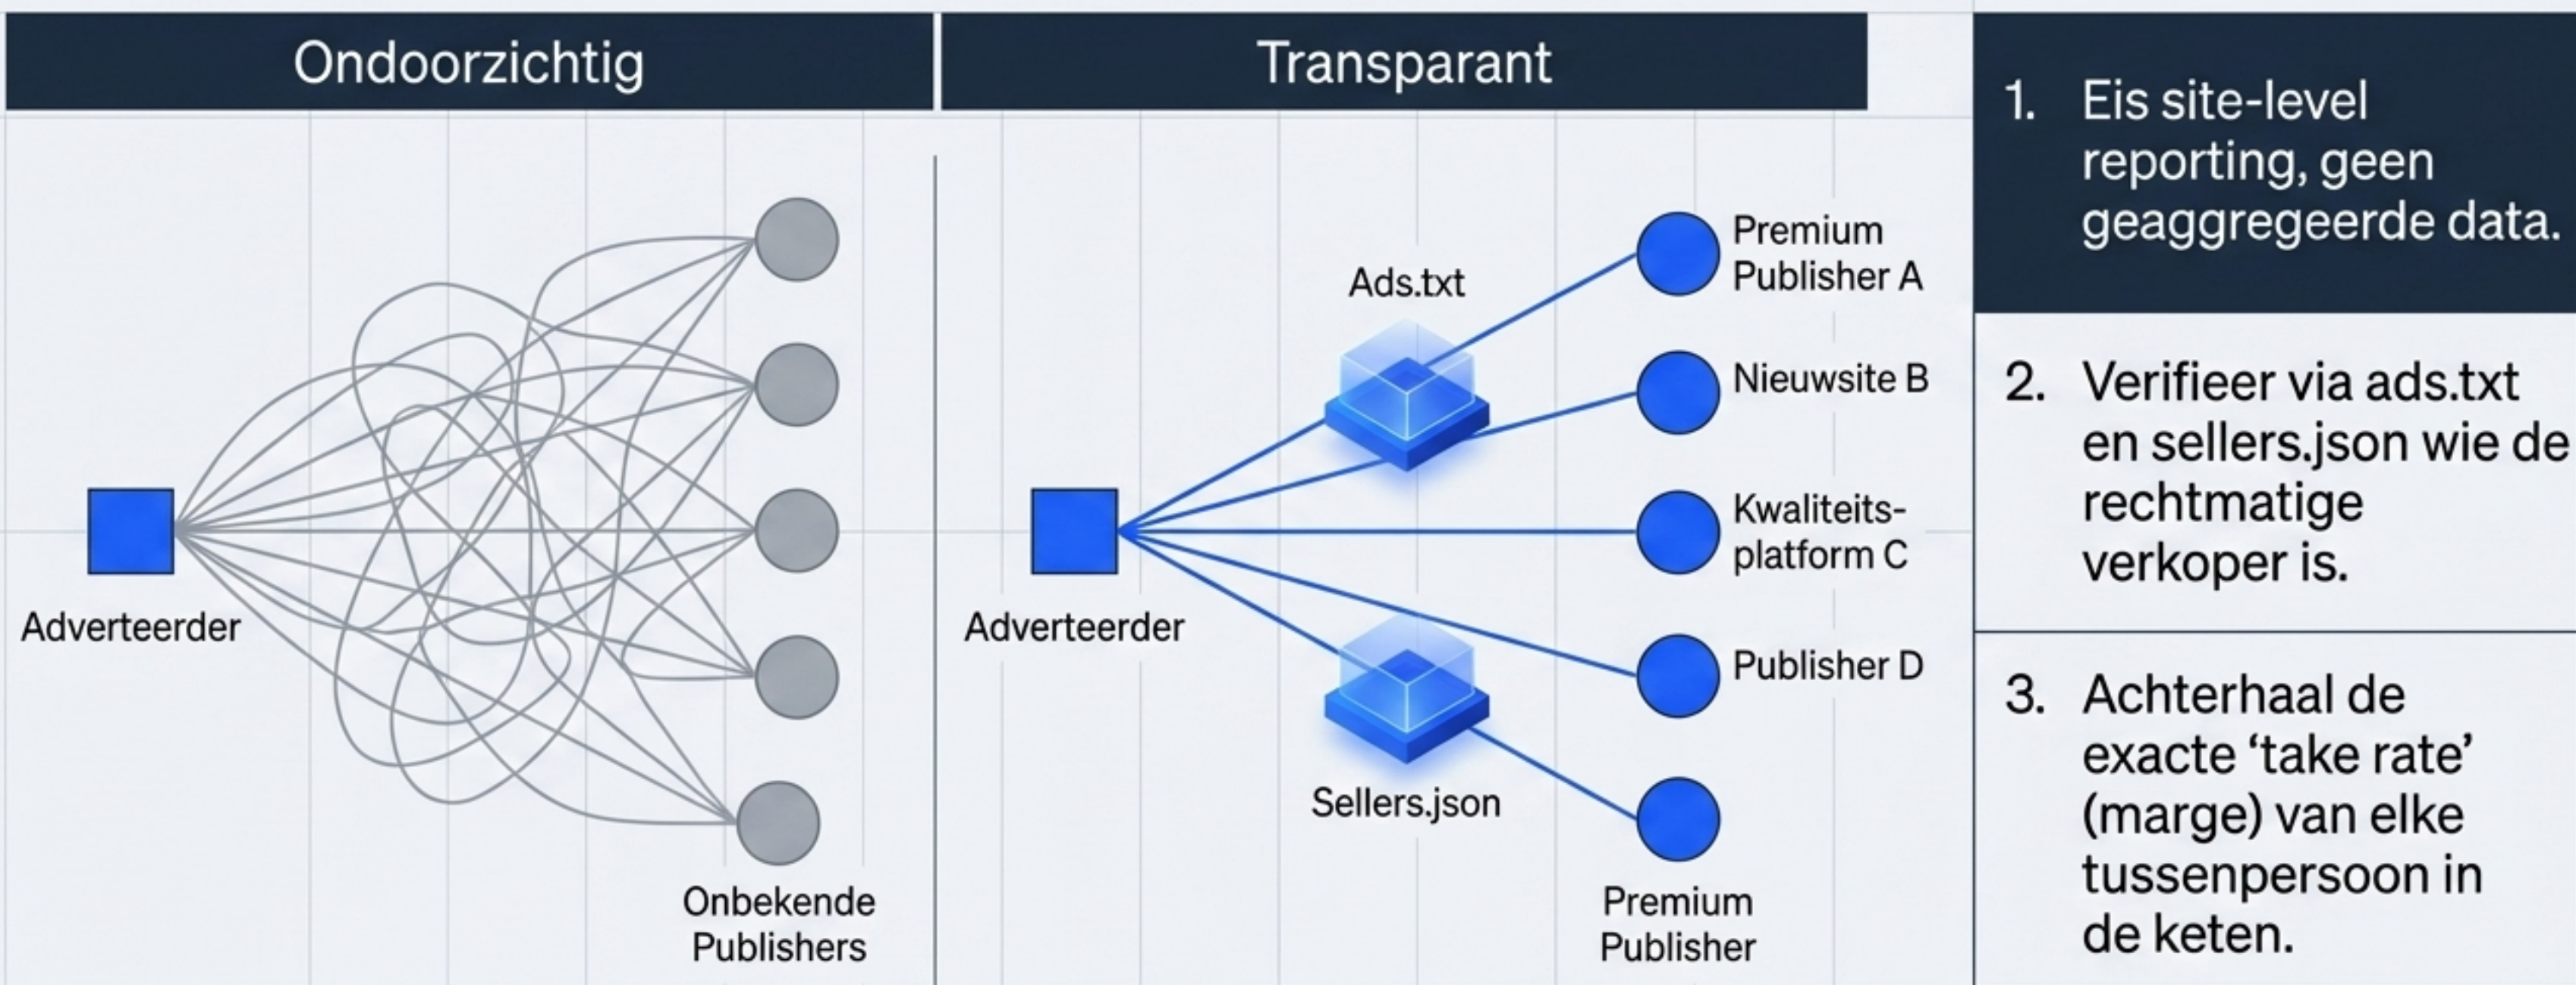 Ondoorzichtig
Adverteerder
Onbekende
Publishers
Transparant
Ads.txt
Adverteerder
Sellers.json
Premium
Publisher A
Nieuwsite B
Kwaliteits-
platform C
Publisher D
Premium
Publisher
1. Eis site-level
reporting, geen
geaggregeerde data.
2. Verifieer via ads.txt
en sellers.json wie de
rechtmatige
verkoper is.
3. Achterhaal de
exacte ‘take rate’
(marge) van elke
tussenpersoon in
de keten.